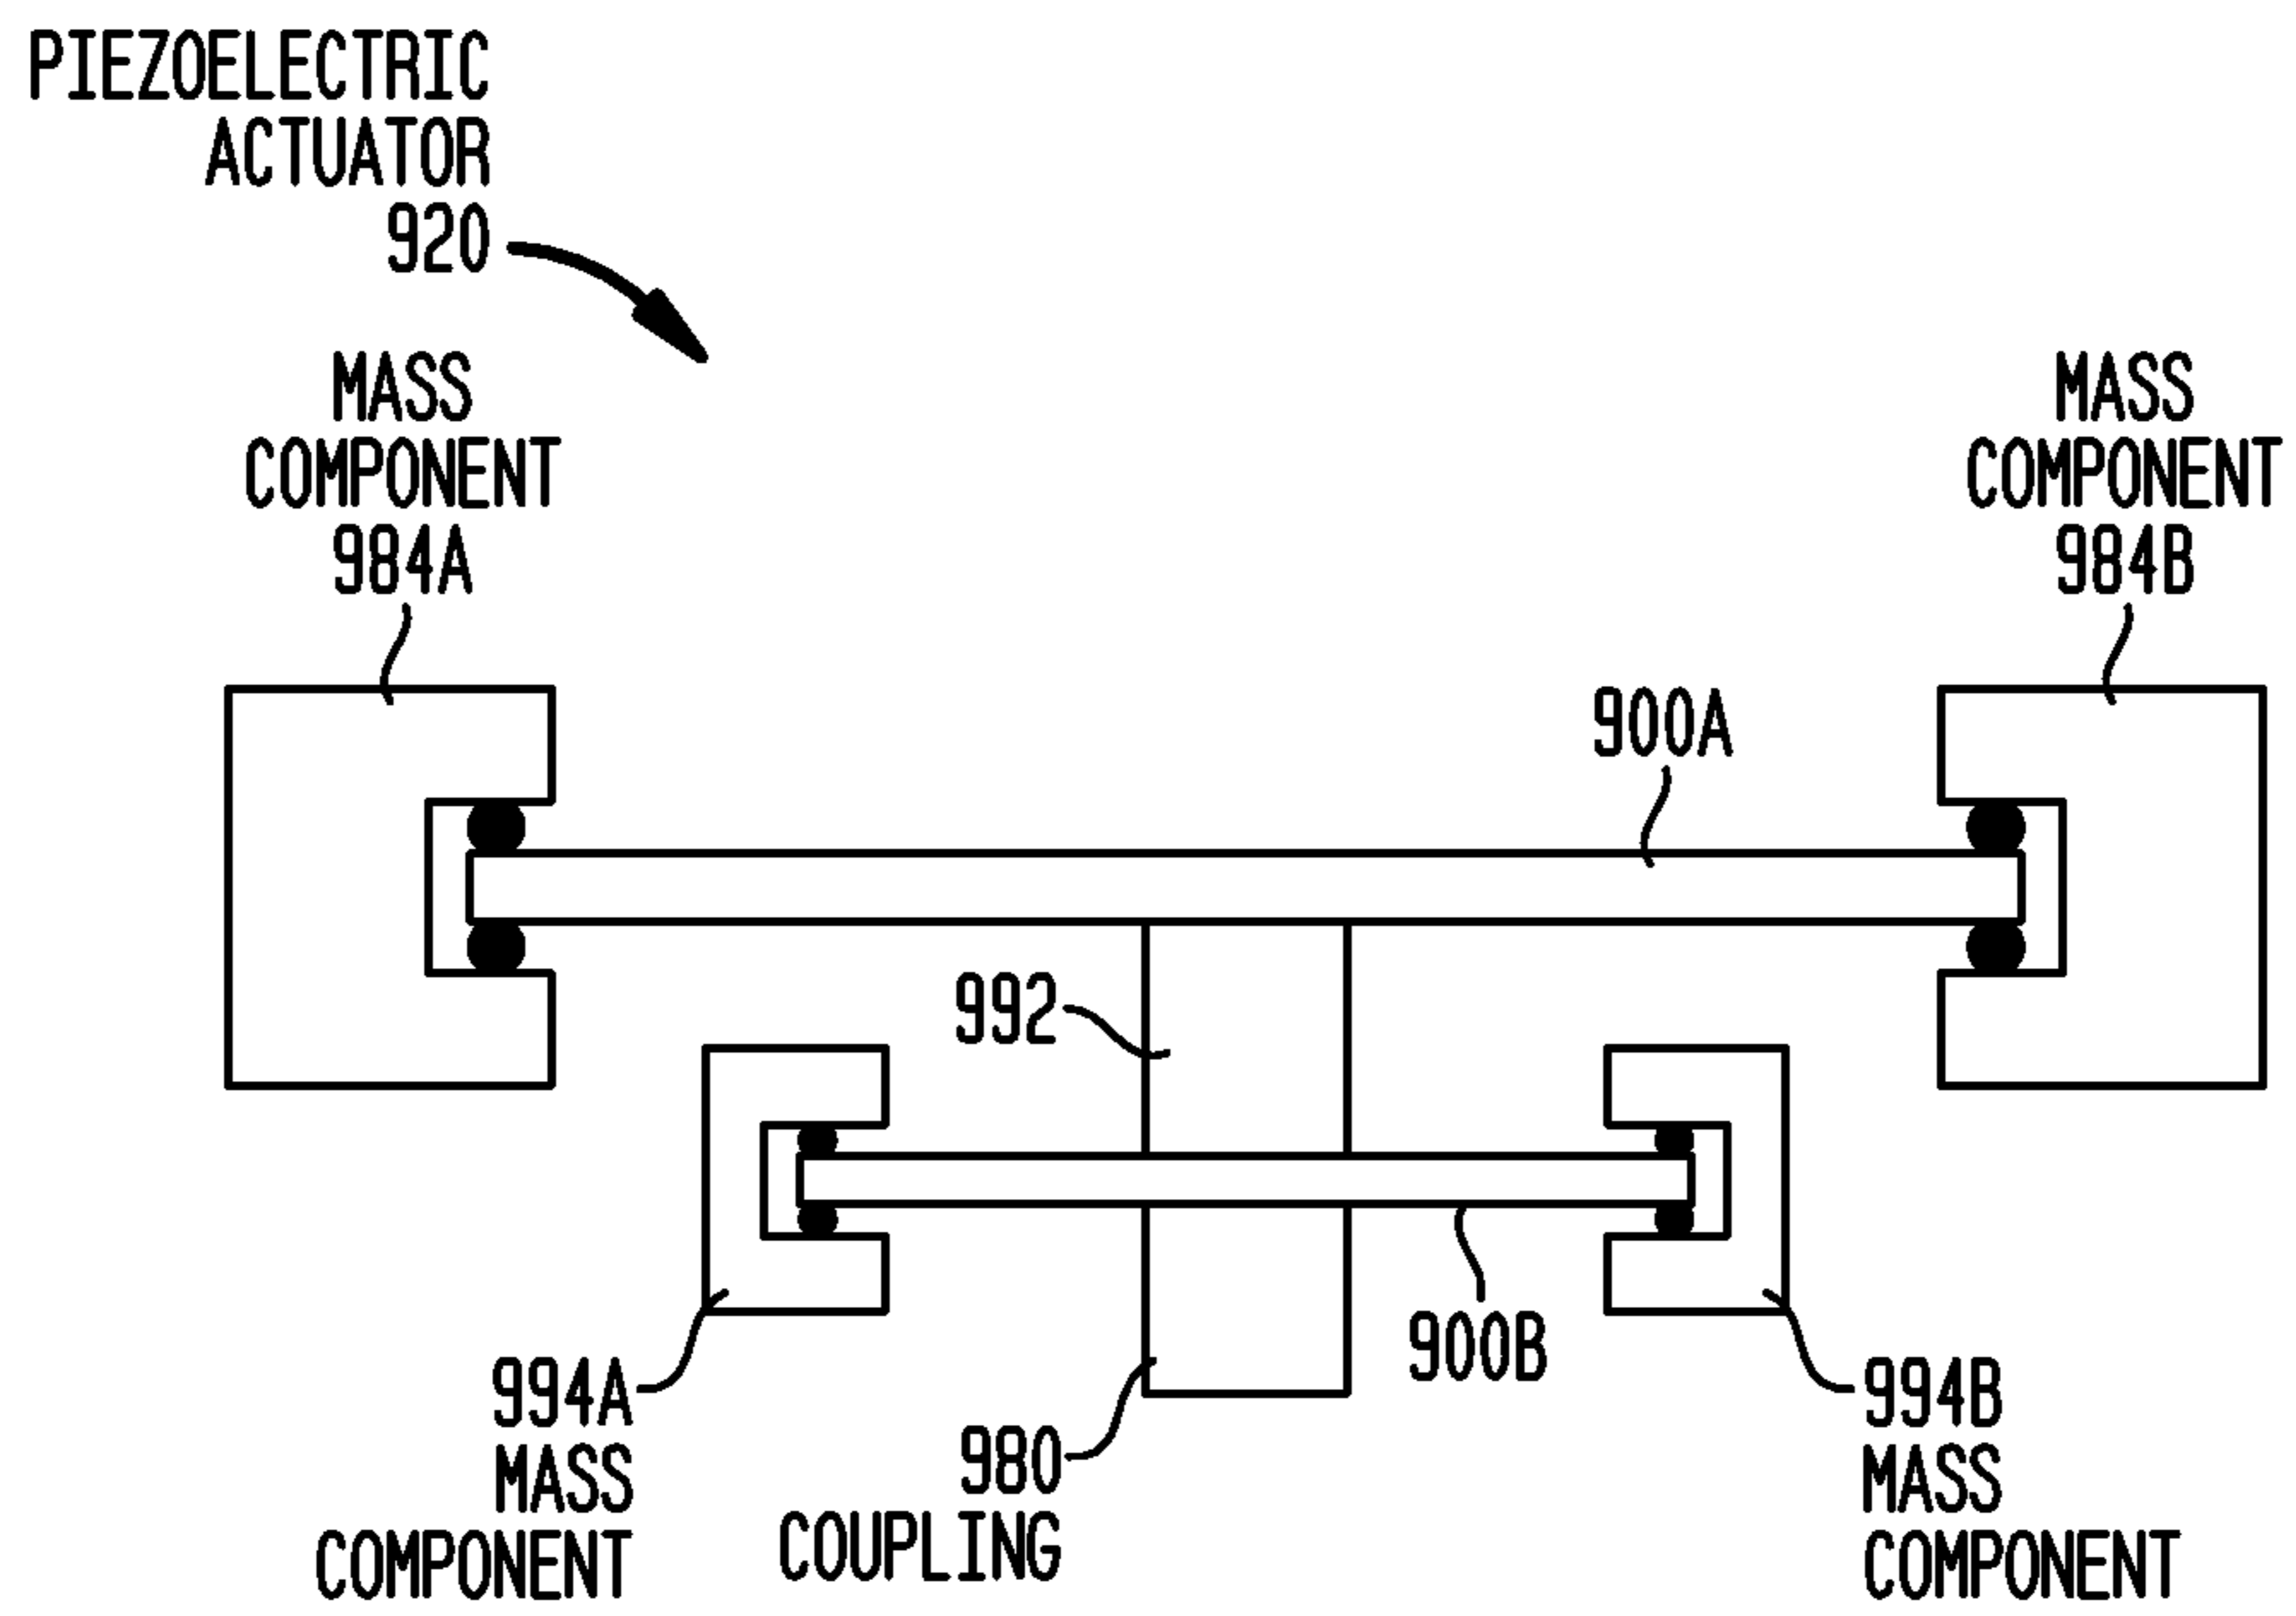 PIEZOELECTRIC
ACTUATOR
920
MASS
COMPONENT
984A
MASS
COMPONENT
984B
900A
992
900B
994A
MASS
COMPONENT
980
COUPLING
994B
MASS
COMPONENT